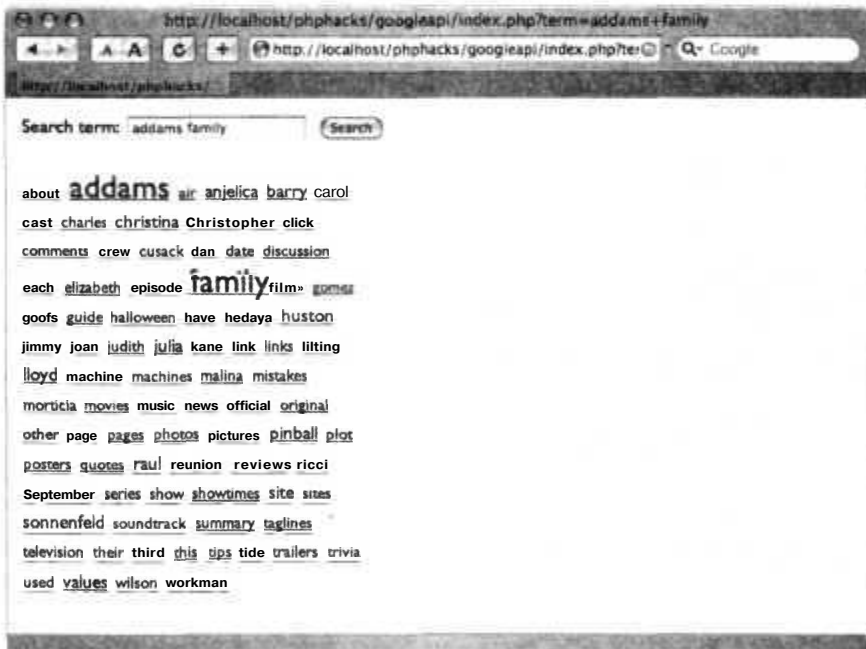 http://localhost/phphacks/googleapi/index.php?term=addams+family
A A C + http://localhost/phphacks/googleapi/index.php?ter Q Google
http://localhost/phphacks/
Search term: addams family Search
about addams air anjelica barry carol
cast charles christina Christopher click
comments crew cusack dan date discussion
each elizabeth episode family film» gomez
goofs guide halloween have hedaya huston
jimmy joan judith julia kane link links lilting
lloyd machine machines malina mistakes
morticia movies music news official original
other page pages photos pictures pinball plot
posters quotes raul reunion reviews ricci
September series show showtimes site sites
sonnenfeld soundtrack summary taglines
television their third this tips tide trailers trivia
used values wilson workman